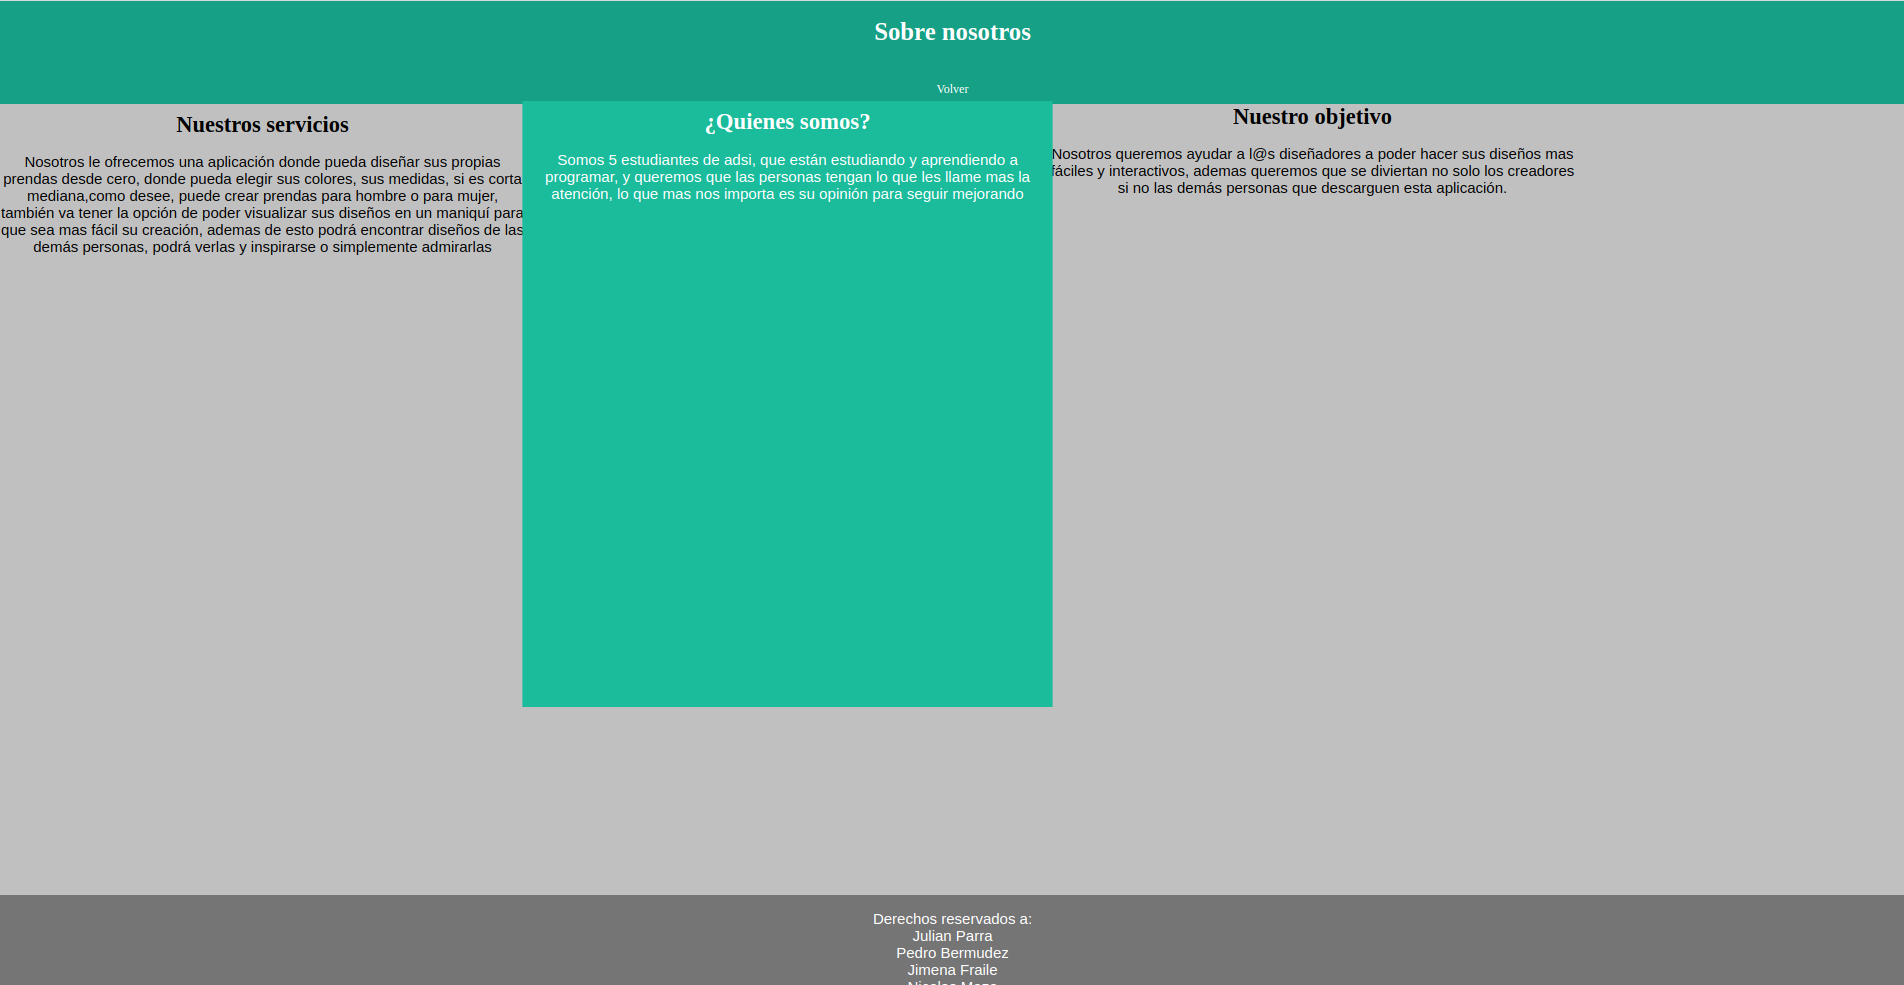 Sobre nosotros
Volver
Nuestros servicios
Nosotros le ofrecemos una aplicación donde pueda diseñar sus propias
prendas desde cero, donde pueda elegir sus colores, sus medidas, si es corta
mediana,como desee, puede crear prendas para hombre o para mujer,
también va tener la opción de poder visualizar sus diseños en un maniquí para
que sea mas fácil su creación, ademas de esto podrá encontrar diseños de las
demás personas, podrá verlas y inspirarse o simplemente admirarlas
¿Quienes somos?
Somos 5 estudiantes de adsi, que están estudiando y aprendiendo a
programar, y queremos que las personas tengan lo que les llame mas la
atención, lo que mas nos importa es su opinión para seguir mejorando
Nuestro objetivo
Nosotros queremos ayudar a l@s diseñadores a poder hacer sus diseños mas
fáciles y interactivos, ademas queremos que se diviertan no solo los creadores
si no las demás personas que descarguen esta aplicación.
Derechos reservados a:
Julian Parra
Pedro Bermudez
Jimena Fraile